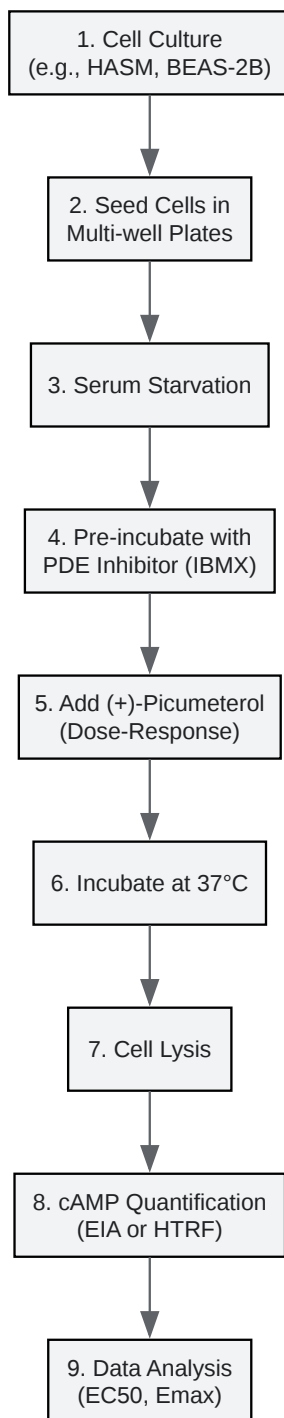 1. Cell Culture
(e.g., HASM, BEAS-2B)
2. Seed Cells in
Multi-well Plates
3. Serum Starvation
4. Pre-incubate with
PDE Inhibitor (IBMX)
5. Add (+)-Picumeterol
(Dose-Response)
6. Incubate at 37°C
7. Cell Lysis
8. cAMP Quantification
(EIA or HTRF)
9. Data Analysis
(EC50, Emax)